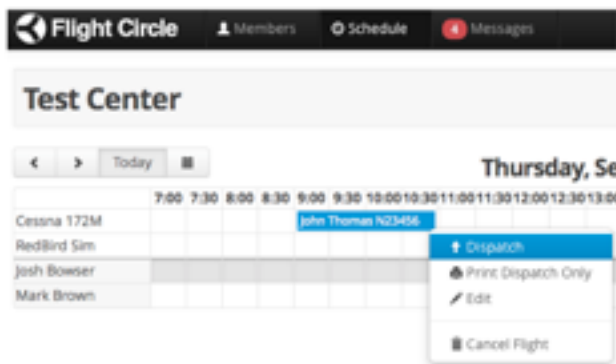 Flight Circle Members Schedule 4 Messages
Test Center
Today
Thursday, Se
7:00 7:30 8:00 8:30 9:00 9:30 10:00 10:30 11:00 11:30 12:00 12:30 13:00
Cessna 172M John Thomas N23456
RedBird Sim Dispatch
Josh Bowser Print Dispatch Only
Mark Brown Edit
Cancel Flight